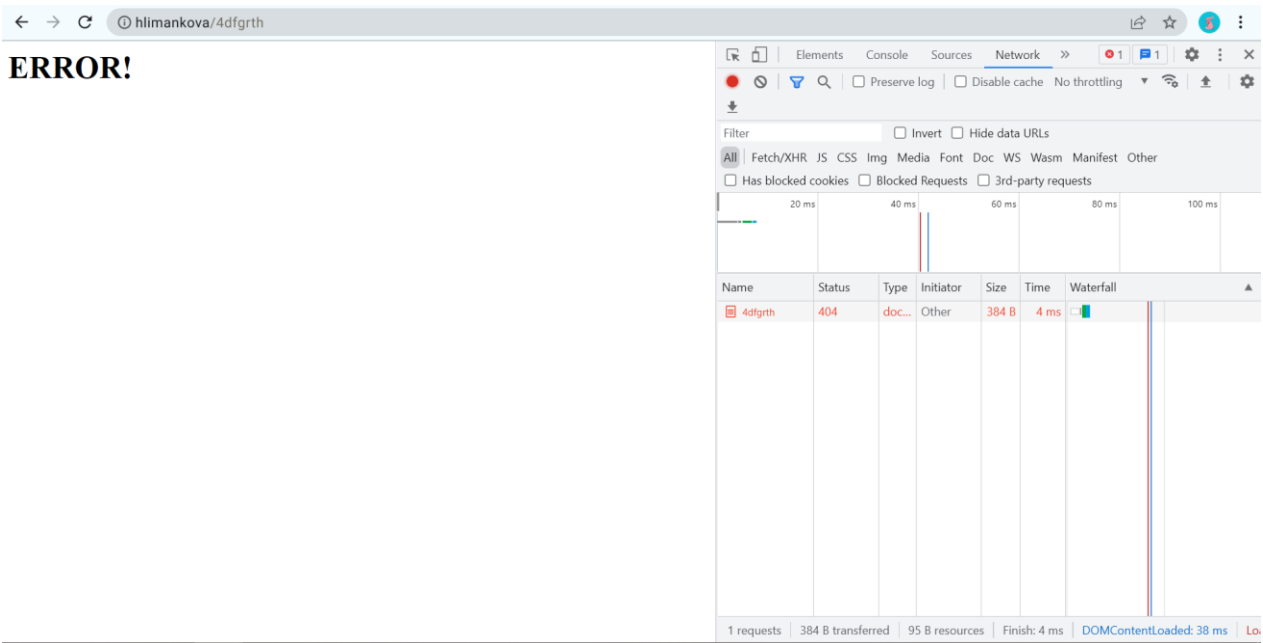 hlimankova/4dfgrth
ERROR!
Elements Console Sources Network » 1 1
Preserve log Disable cache No throttling
Filter Invert Hide data URLs
All Fetch/XHR JS CSS Img Media Font Doc WS Wasm Manifest Other
Has blocked cookies Blocked Requests 3rd-party requests
20 ms 40 ms 60 ms 80 ms 100 ms
Name Status Type Initiator Size Time Waterfall
4dfgrth 404 doc... Other 384 B 4 ms
1 requests 384 B transferred 95 B resources Finish: 4 ms DOMContentLoaded: 38 ms